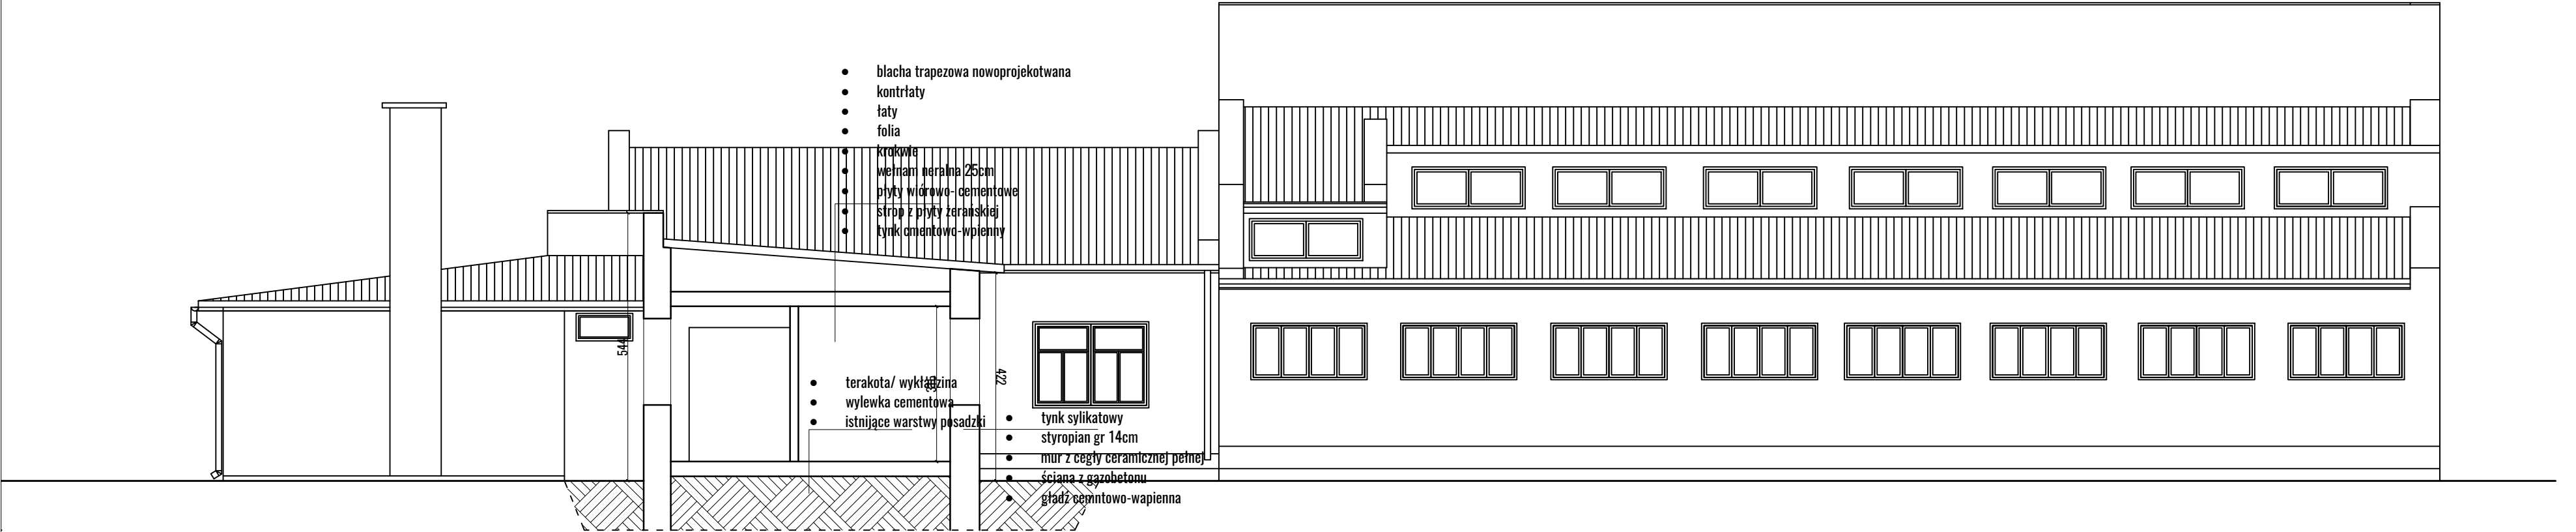 blacha trapezowa nowoprojekotwana
kontrłaty
łaty
folia
krokwie
wełnam neralna 25cm
płyty wiórowo- cementowe
strop z płyty żerańskiej
tynk cmentowo-wpienny
544
422
terakota/ wykładzina
wylewka cementowa
istnijące warstwy posadzki
tynk sylikatowy
styropian gr 14cm
mur z cegły ceramicznej pełnej
ściana z gazobetonu
gładź cemntowo-wapienna